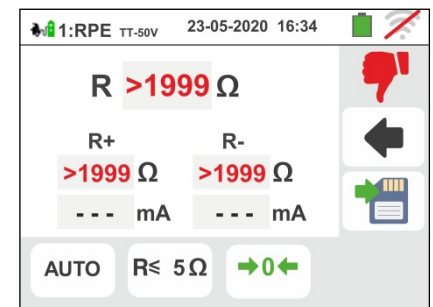 1:RPE TT-50V 23-05-2020 16:34
R >1999 Ω
R+ R-
>1999 Ω >1999 Ω
--- mA --- mA
AUTO R≤ 5Ω →0←